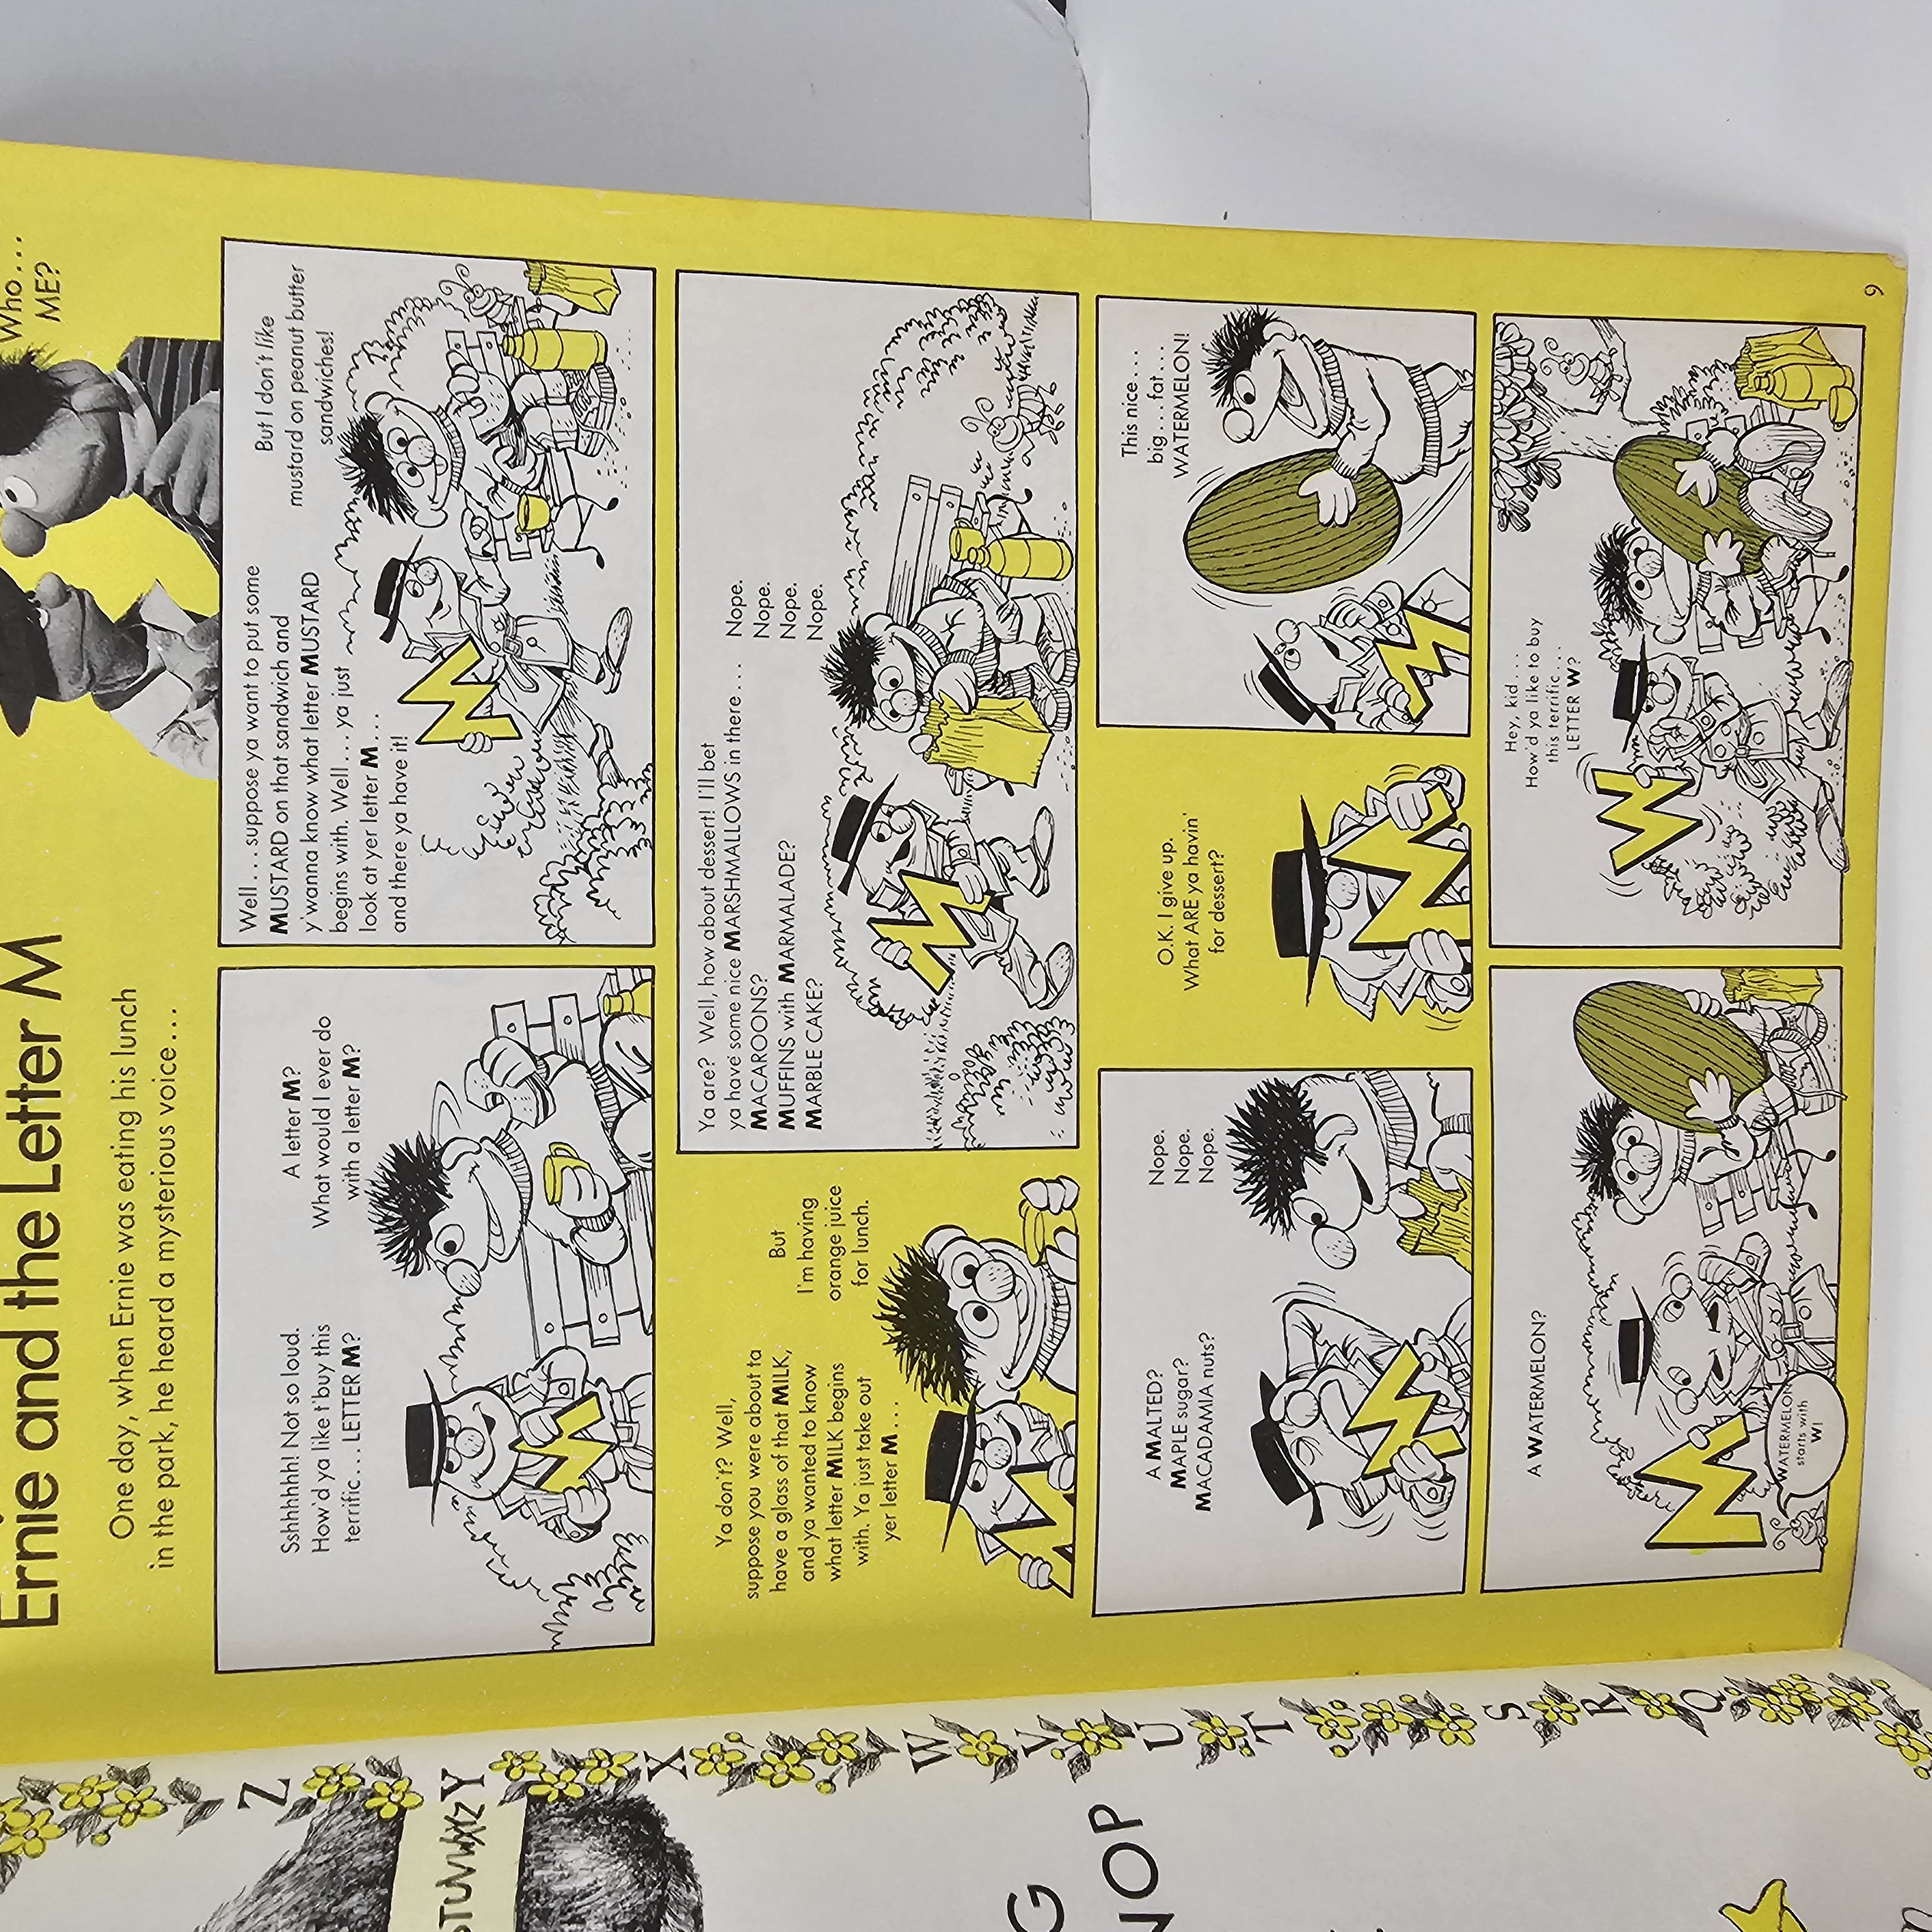 Ernie and the Letter M
Who...
ME?
One day, when Ernie was eating his lunch
in the park, he heard a mysterious voice...
Sshhhhhh! Not so loud.
How'd ya like t'buy this
terrific... LETTER M?
A letter M?
What would I ever do
with a letter M?
Well... suppose ya want to put some
MUSTARD on that sandwich and
y'wanna know what letter MUSTARD
begins with. Well... ya just
look at yer letter M...
and there ya have it!
But I don't like
mustard on peanut butter
sandwiches!
Ya don't? Well,
suppose you were about ta
have a glass of that MILK,
and ya wanted to know
what letter MILK begins
with. Ya just take out
yer letter M...
But
I'm having
orange juice
for lunch.
Ya are? Well, how about dessert! I'll bet
ya have some nice MARSHMALLOWS in there... Nope.
MACAROONS? Nope.
MUFFINS with MARMALADE? Nope.
MARBLE CAKE? Nope.
A MALTED? Nope.
MAPLE sugar? Nope.
MACADAMIA nuts? Nope.
O.K. I give up.
What ARE ya havin'
for dessert?
This nice...
big...fat...
WATERMELON!
A WATERMELON?
WATERMELON
starts with
W!
Hey, kid...
How'd ya like to buy
this terrific...
LETTER W?
M
M
M
M
M
M
M
M
W
9
Z
Y
X
W
V
U
T
S
R
Q
STUVWXYZ
G
NOP